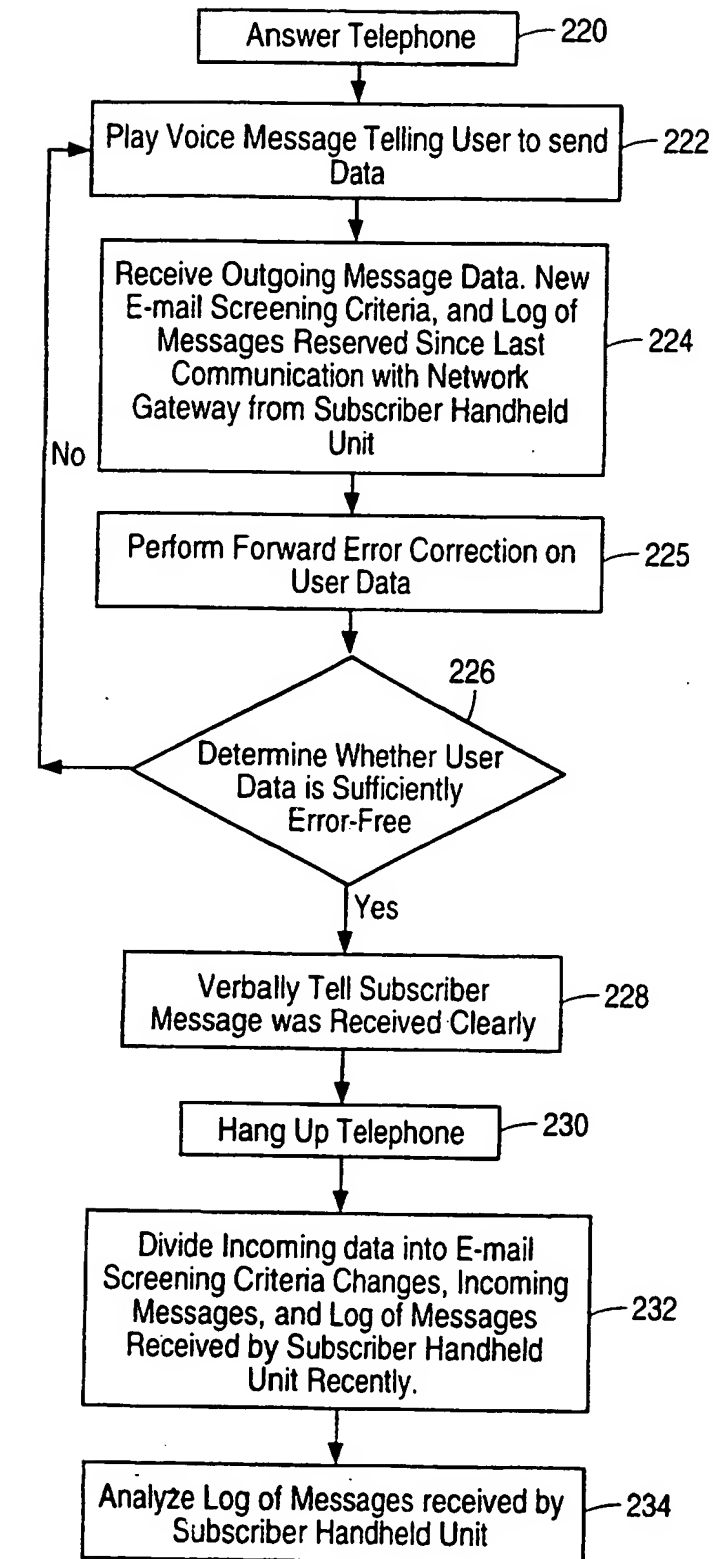 Answer Telephone
220
Play Voice Message Telling User to send
Data
222
Receive Outgoing Message Data. New
E-mail Screening Criteria, and Log of
Messages Reserved Since Last
Communication with Network
Gateway from Subscriber Handheld
Unit
224
No
Perform Forward Error Correction on
User Data
225
226
Determine Whether User
Data is Sufficiently
Error-Free
Yes
Verbally Tell Subscriber
Message was Received Clearly
228
Hang Up Telephone
230
Divide Incoming data into E-mail
Screening Criteria Changes, Incoming
Messages, and Log of Messages
Received by Subscriber Handheld
Unit Recently.
232
Analyze Log of Messages received by
Subscriber Handheld Unit
234